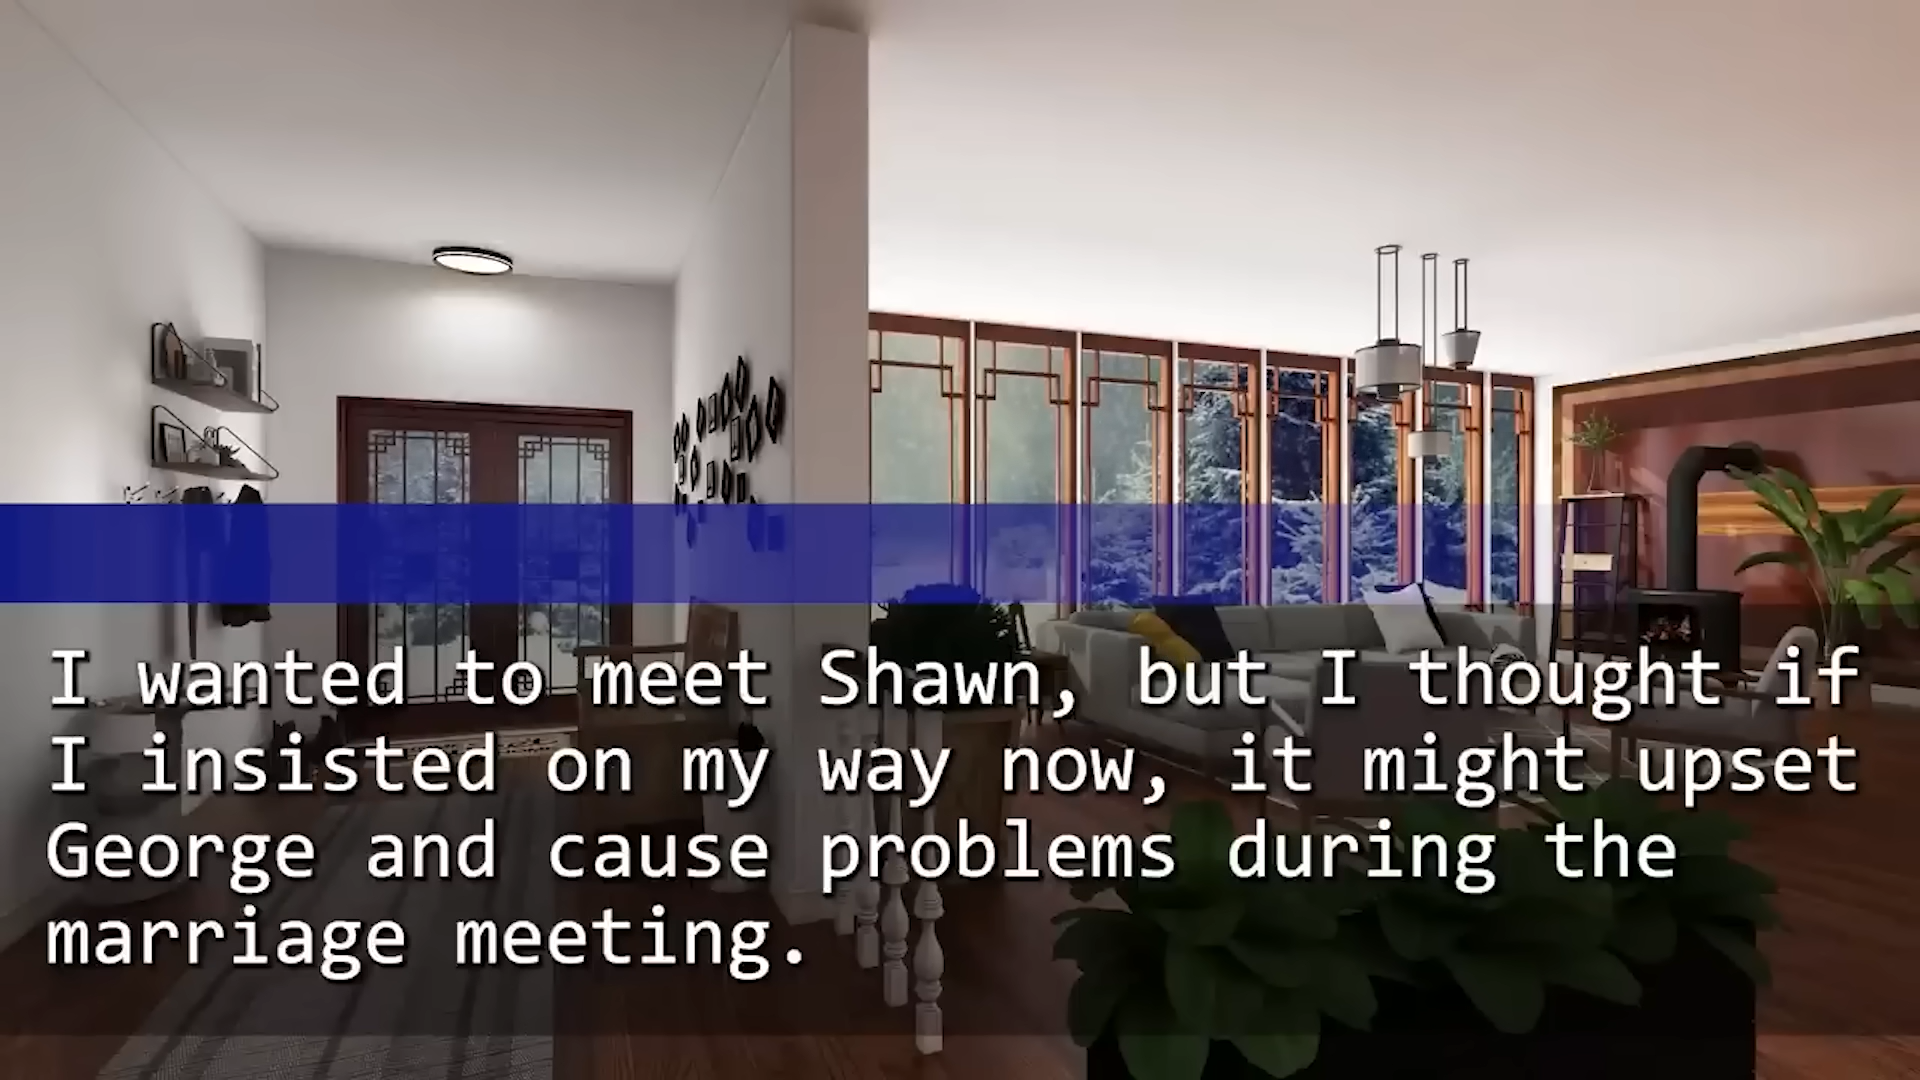 I wanted to meet Shawn, but I thought if
I insisted on my way now, it might upset
George and cause problems during the
marriage meeting.